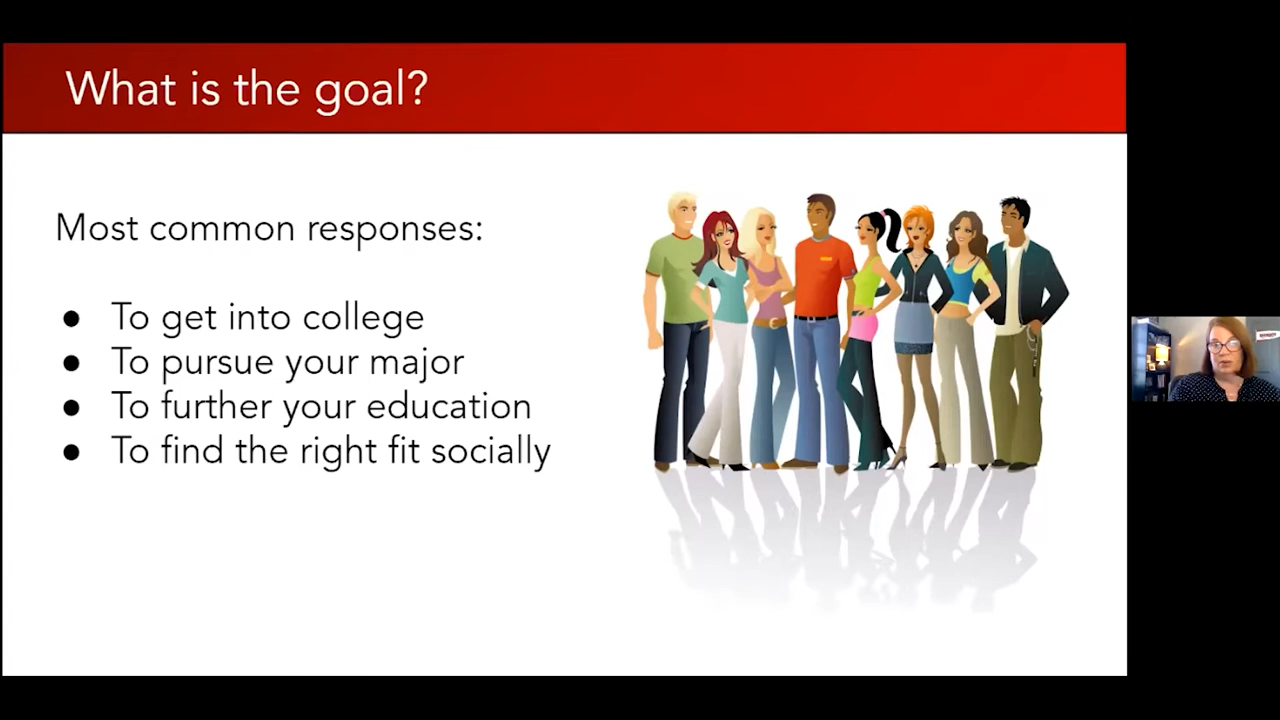 What is the goal?
Most common responses:
● To get into college
● To pursue your major
● To further your education
● To find the right fit socially